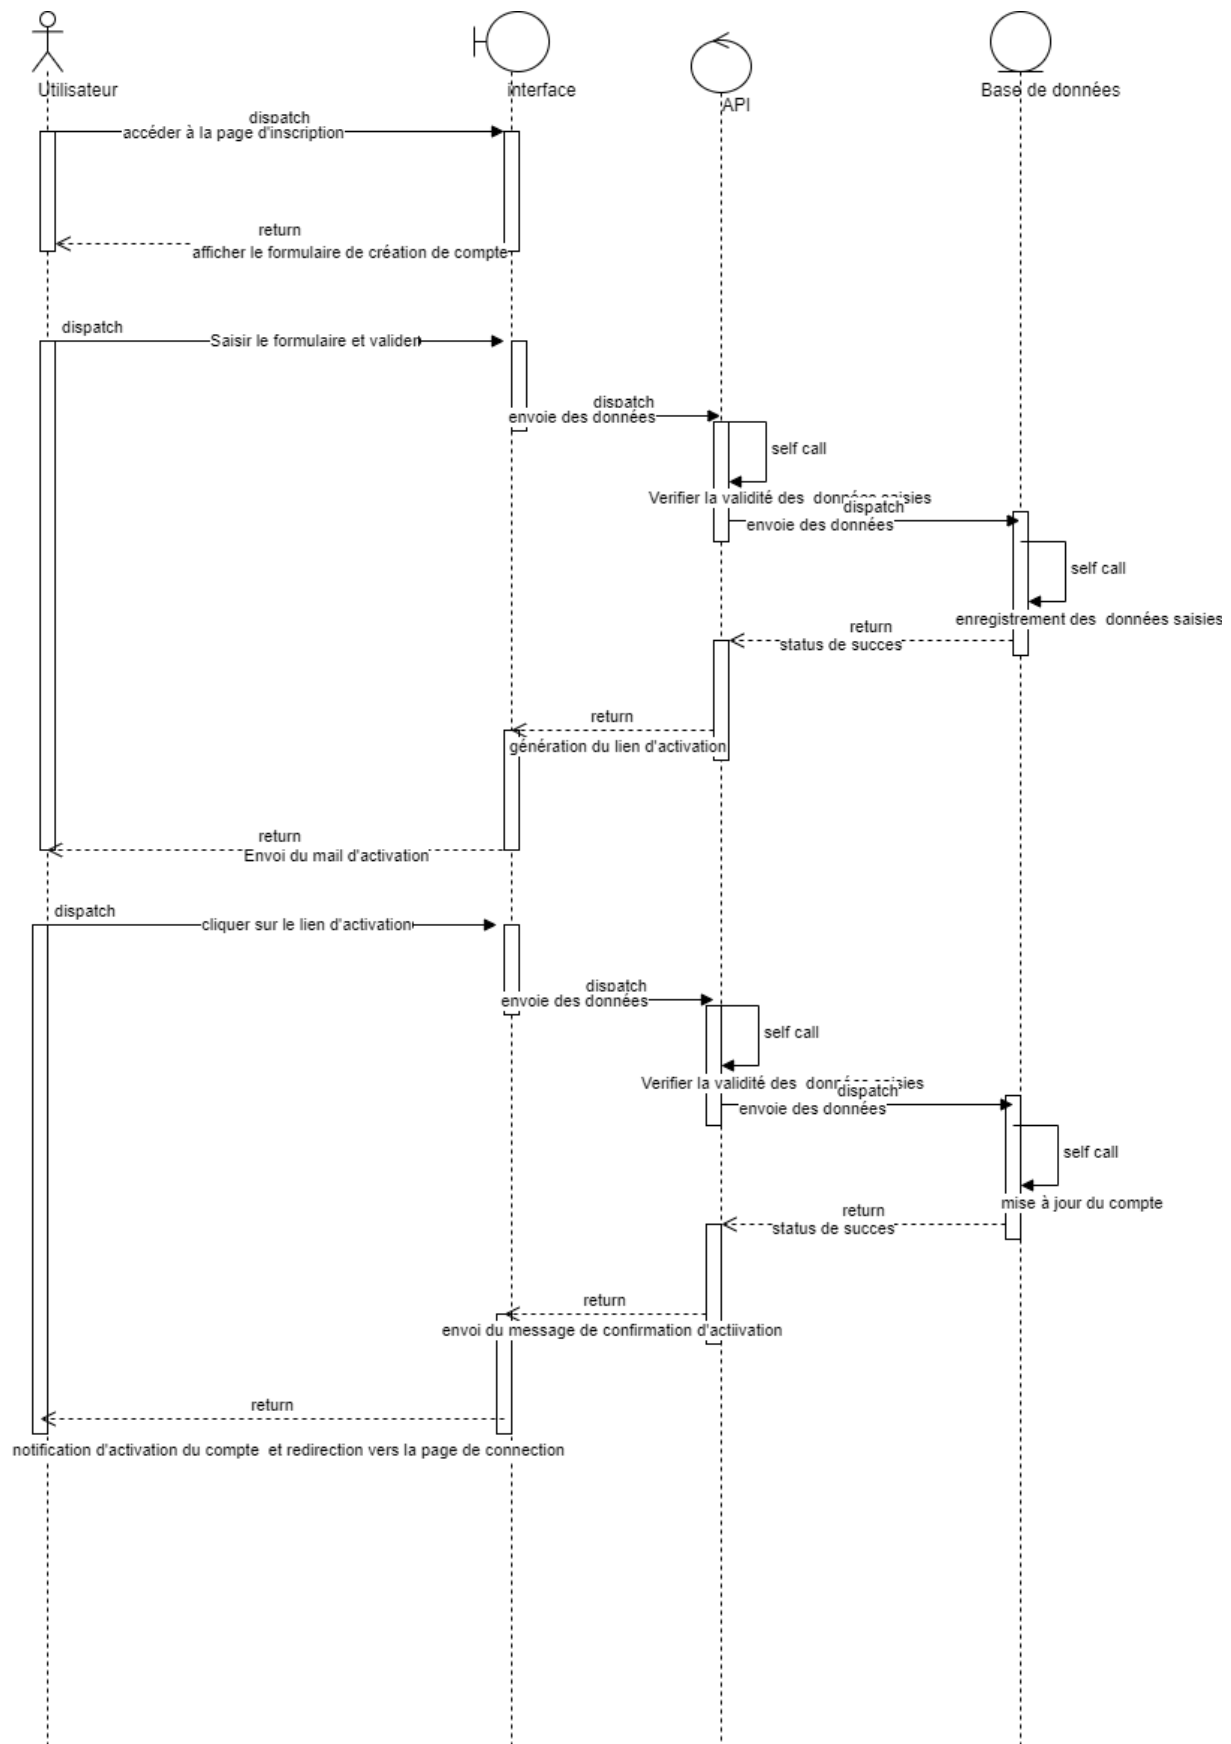 Utilisateur
interface
API
Base de données
dispatch
accéder à la page d'inscription
return
afficher le formulaire de création de compte
dispatch
Saisir le formulaire et valider
dispatch
envoie des données
self call
Verifier la validité des données saisies
dispatch
envoie des données
self call
enregistrement des données saisies
return
status de succes
return
génération du lien d'activation
return
Envoi du mail d'activation
dispatch
cliquer sur le lien d'activation
dispatch
envoie des données
self call
Verifier la validité des données saisies
dispatch
envoie des données
self call
mise à jour du compte
return
status de succes
return
envoi du message de confirmation d'actiivation
return
notification d'activation du compte et redirection vers la page de connection